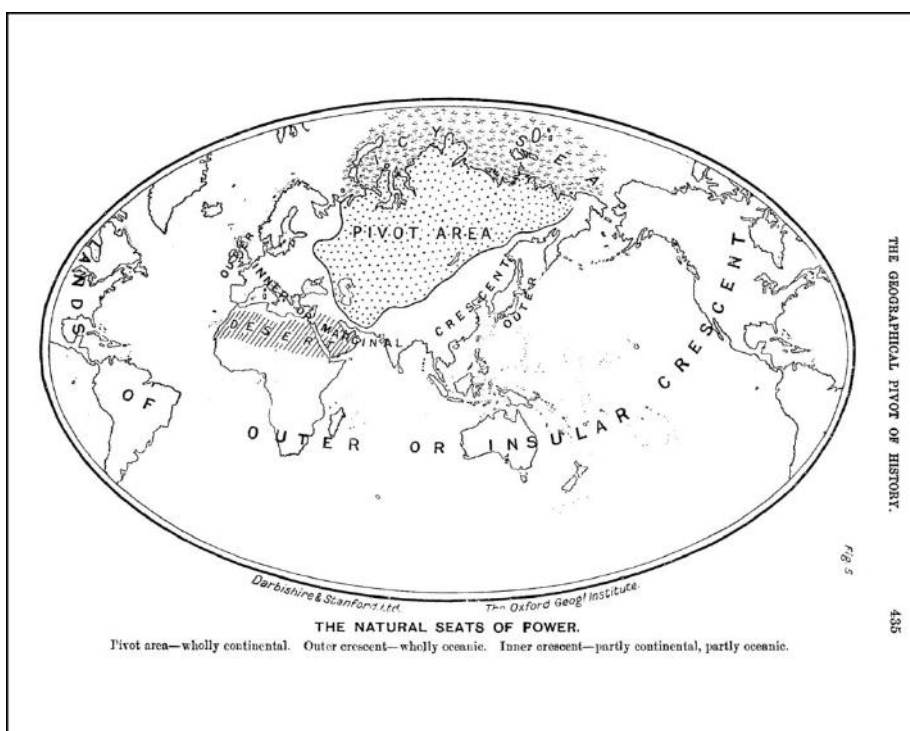 THE GEOGRAPHICAL PIVOT OF HISTORY.
435
Fig 5
ICY SEA
PIVOT AREA
OUTER
INNER OR MARGINAL
CRESCENT
OUTER
DESERT
LANDS
OF
OUTER OR INSULAR CRESCENT
Darbishire & Stanford, Ltd.
The Oxford Geogl Institute.
THE NATURAL SEATS OF POWER.
Pivot area—wholly continental. Outer crescent—wholly oceanic. Inner crescent—partly continental, partly oceanic.